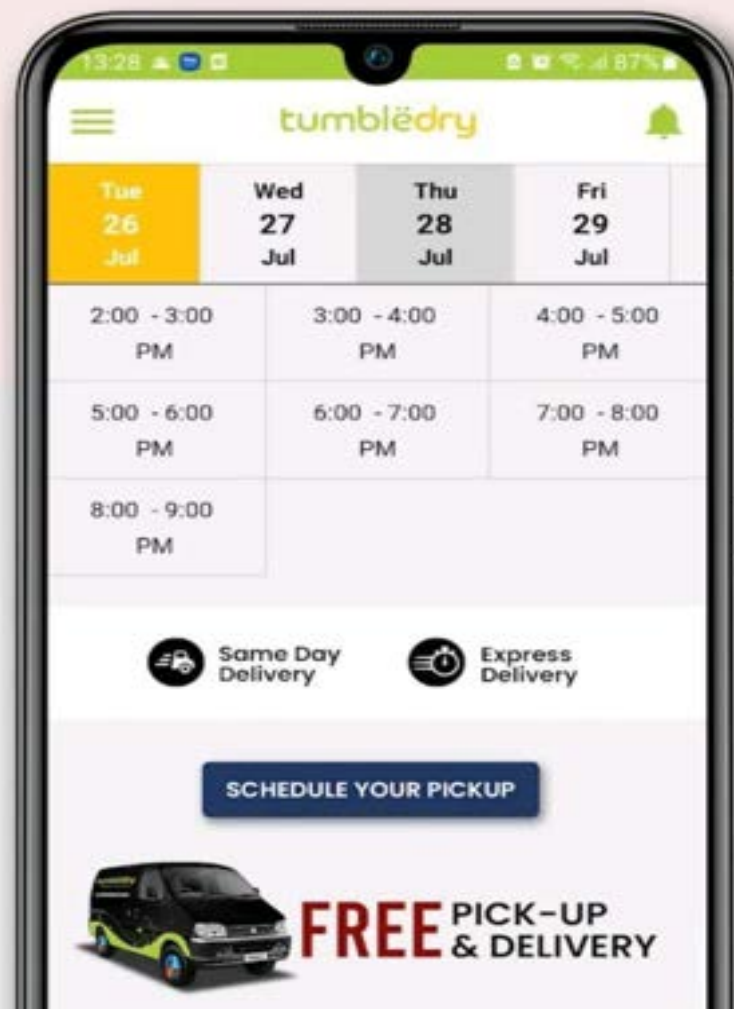 13:28 87%
tumblëdry
Tue Wed Thu Fri
26 27 28 29
Jul Jul Jul Jul
2:00 - 3:00 3:00 - 4:00 4:00 - 5:00
PM PM PM
5:00 - 6:00 6:00 - 7:00 7:00 - 8:00
PM PM PM
8:00 - 9:00
PM
Same Day Express
Delivery Delivery
SCHEDULE YOUR PICKUP
tumbledry
FREE PICK-UP
& DELIVERY